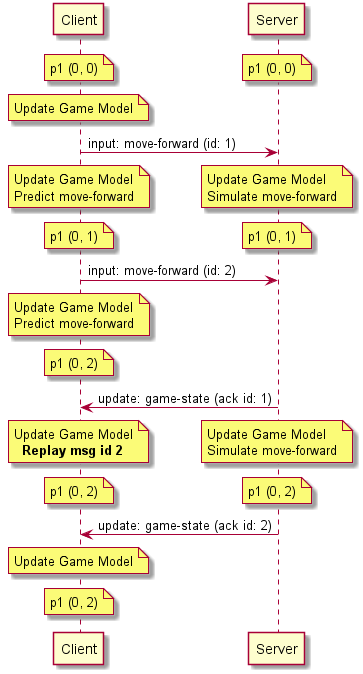 Client Server
p1 (0, 0) p1 (0, 0)
Update Game Model
input: move-forward (id: 1)
Update Game Model Update Game Model
Predict move-forward Simulate move-forward
p1 (0, 1) p1 (0, 1)
input: move-forward (id: 2)
Update Game Model
Predict move-forward
p1 (0, 2)
update: game-state (ack id: 1)
Update Game Model Update Game Model
Replay msg id 2 Simulate move-forward
p1 (0, 2) p1 (0, 2)
update: game-state (ack id: 2)
Update Game Model
p1 (0, 2)
Client Server